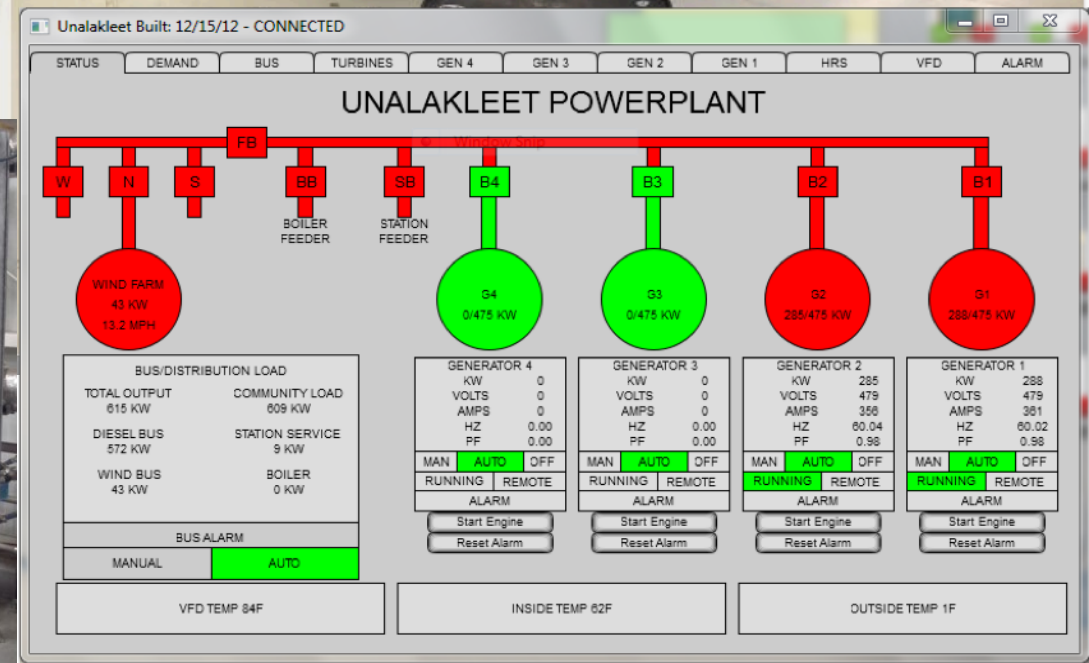 Unalakleet Built: 12/15/12 - CONNECTED
STATUS DEMAND BUS TURBINES GEN 4 GEN 3 GEN 2 GEN 1 HRS VFD ALARM
UNALAKLEET POWERPLANT
Window Snip
FB
W N S BB SB B4 B3 B2 B1
BOILER FEEDER
STATION FEEDER
WIND FARM
43 KW
13.2 MPH
G4
0/475 KW
G3
0/475 KW
G2
285/475 KW
G1
288/475 KW
BUS/DISTRIBUTION LOAD
TOTAL OUTPUT COMMUNITY LOAD
615 KW 609 KW
DIESEL BUS STATION SERVICE
572 KW 9 KW
WIND BUS BOILER
43 KW 0 KW
BUS ALARM
MANUAL AUTO
GENERATOR 4
KW 0
VOLTS 0
AMPS 0
HZ 0.00
PF 0.00
MAN AUTO OFF
RUNNING REMOTE
ALARM
Start Engine
Reset Alarm
GENERATOR 3
KW 0
VOLTS 0
AMPS 0
HZ 0.00
PF 0.00
MAN AUTO OFF
RUNNING REMOTE
ALARM
Start Engine
Reset Alarm
GENERATOR 2
KW 285
VOLTS 479
AMPS 356
HZ 60.04
PF 0.98
MAN AUTO OFF
RUNNING REMOTE
ALARM
Start Engine
Reset Alarm
GENERATOR 1
KW 288
VOLTS 479
AMPS 361
HZ 60.02
PF 0.98
MAN AUTO OFF
RUNNING REMOTE
ALARM
Start Engine
Reset Alarm
VFD TEMP 84F
INSIDE TEMP 62F
OUTSIDE TEMP 1F